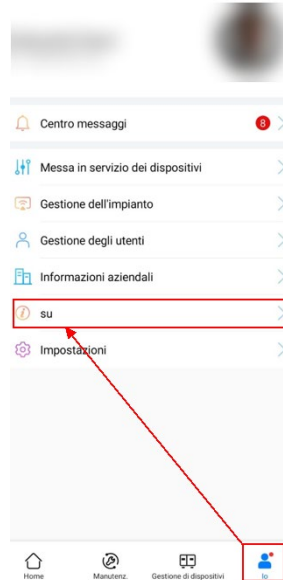 Centro messaggi
8
Messa in servizio dei dispositivi
Gestione dell'impianto
Gestione degli utenti
Informazioni aziendali
su
Impostazioni
Home
Manutenz.
Gestione di dispositivi
Io